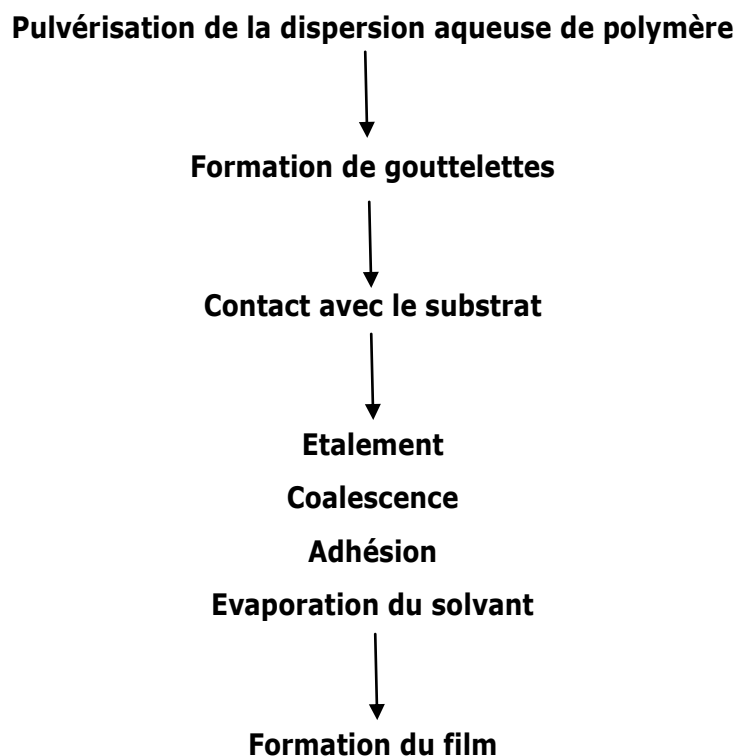 Pulvérisation de la dispersion aqueuse de polymère
Formation de gouttelettes
Contact avec le substrat
Etalement
Coalescence
Adhésion
Evaporation du solvant
Formation du film